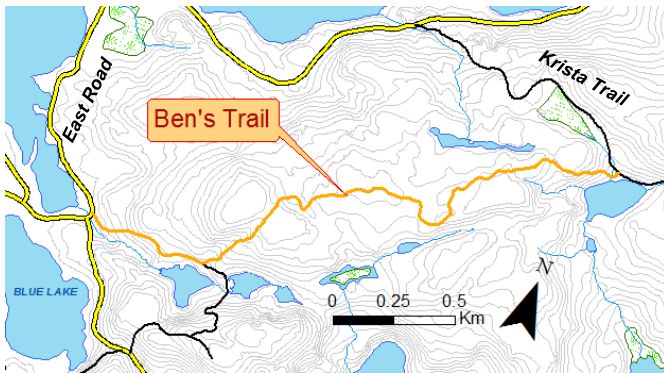 East Road
Krista Trail
Ben's Trail
BLUE LAKE
N
0 0.25 0.5
Km